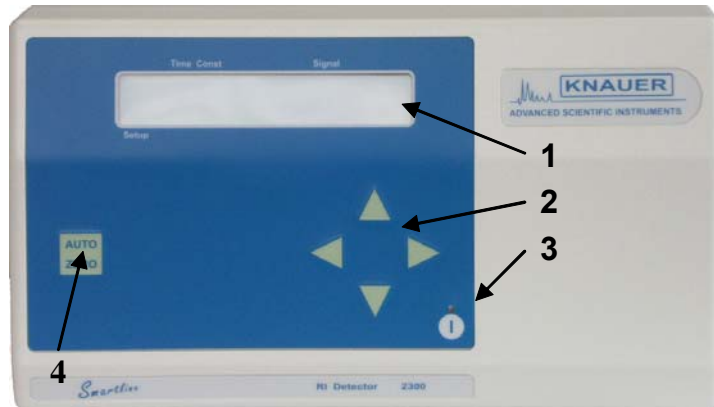 Time Const Signal
KNAUER
ADVANCED SCIENTIFIC INSTRUMENTS
Setup
1
2
3
AUTO
ZERO
I
4
Smartline
RI Detector 2300